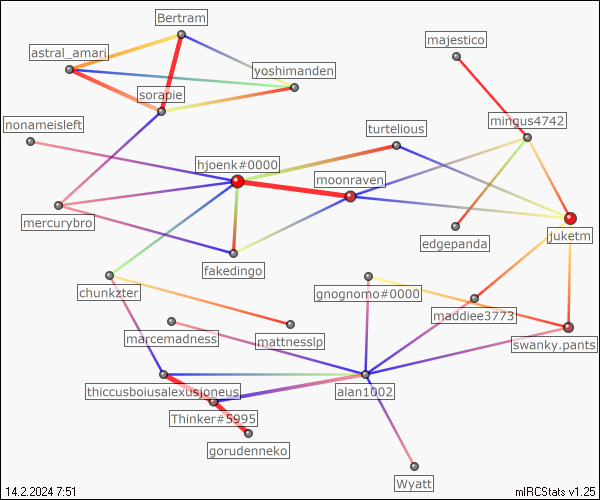 Bertram
majestico
astral_amari
yoshimanden
sorapie
nonameisleft
turtelious
mingus4742
hjoenk#0000
moonraven
mercurybro
juketm
edgepanda
fakedingo
chunkzter
gnognomo#0000
maddiee3773
marcemadness
mattnesslp
swanky.pants
thiccusboiusalexusioneus
alan1002
Thinker#5995
gorudenneko
Wyatt
14.2.2024 7:51
mIRCStats v1.25